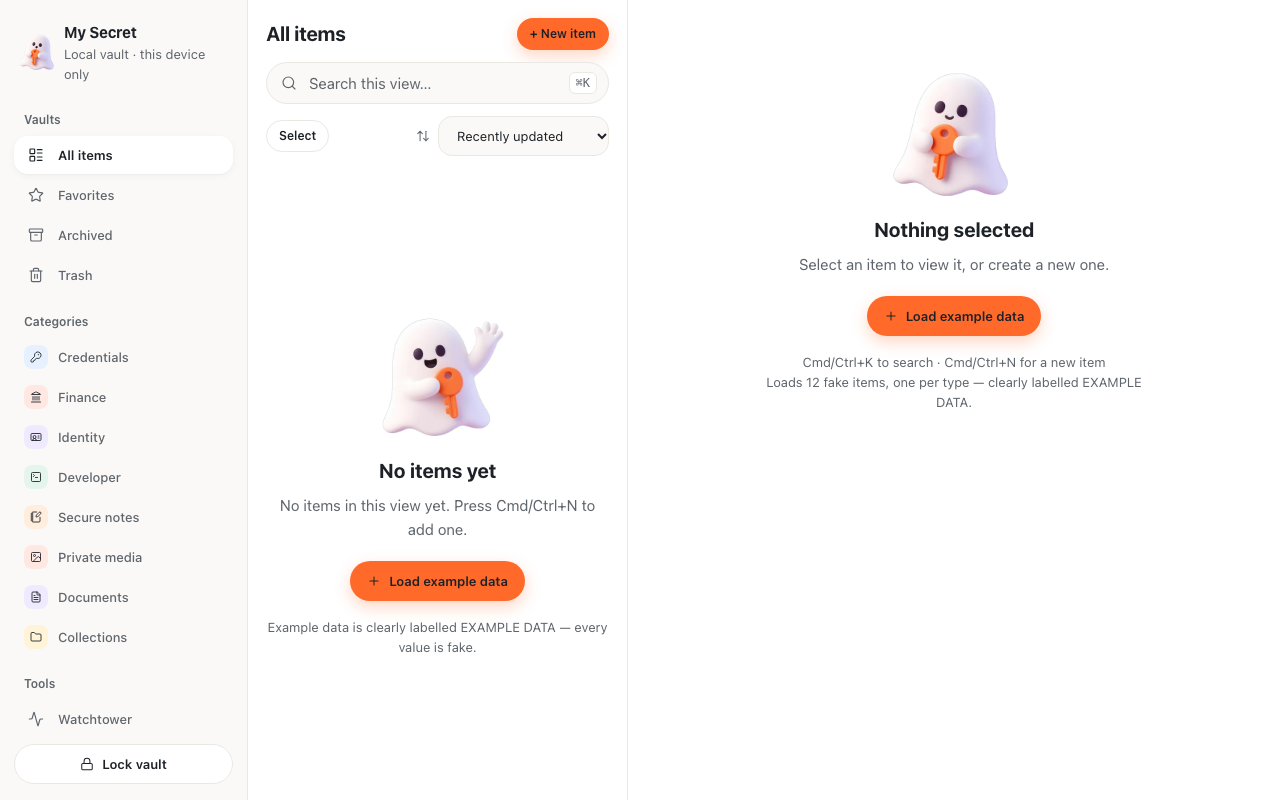 My Secret
Local vault · this device
only
Vaults
All items
Favorites
Archived
Trash
Categories
Credentials
Finance
Identity
Developer
Secure notes
Private media
Documents
Collections
Tools
Watchtower
Lock vault
All items
+ New item
Search this view...
⌘K
Select
Recently updated
No items yet
No items in this view yet. Press Cmd/Ctrl+N to
add one.
Load example data
Example data is clearly labelled EXAMPLE DATA — every
value is fake.
Nothing selected
Select an item to view it, or create a new one.
Load example data
Cmd/Ctrl+K to search · Cmd/Ctrl+N for a new item
Loads 12 fake items, one per type — clearly labelled EXAMPLE
DATA.